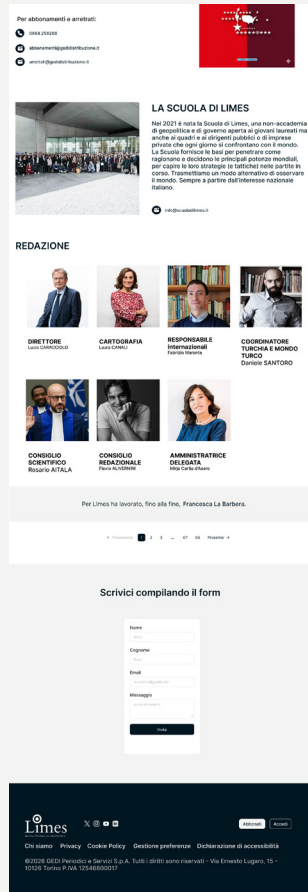 Per abbonamenti e arretrati:
0864.256266
abbonamenti@gedidistribuzione.it
arretrati@gedidistribuzione.it
LA SCUOLA DI LIMES
Nel 2021 è nata la Scuola di Limes, una non-accademia
di geopolitica e di governo aperta ai giovani laureati ma
anche ai quadri e ai dirigenti pubblici o di imprese
private che ogni giorno si confrontano con il mondo.
La Scuola fornisce le basi per penetrare come
ragionano e decidono le principali potenze mondiali,
per capire le loro strategie (e tattiche) nelle partite in
corso. Trasmettiamo un modo alternativo di osservare
il mondo. Sempre a partire dall'interesse nazionale
italiano.
info@scuoladilimes.it
REDAZIONE
DIRETTORE
Lucio CARACCIOLO
CARTOGRAFIA
Laura CANALI
RESPONSABILE
internazionali
Fabrizio Maronta
COORDINATORE
TURCHIA E MONDO
TURCO
Daniele SANTORO
CONSIGLIO
SCIENTIFICO
Rosario AITALA
CONSIGLIO
REDAZIONALE
Flavio ALIVERNINI
AMMINISTRATRICE
DELEGATA
Mirja Cartia d'Asero
Per Limes ha lavorato, fino alla fine, Francesca La Barbera.
← Precedente 1 2 3 ... 67 68 Prossimo →
Scrivici compilando il form
Nome
Cognome
Email
Messaggio
Invia
Limes
Abbonati Accedi
Chi siamo Privacy Cookie Policy Gestione preferenze Dichiarazione di accessibilità
©2026 GEDI Periodici e Servizi S.p.A. Tutti i diritti sono riservati - Via Ernesto Lugaro, 15 -
10126 Torino P.IVA 12546800017